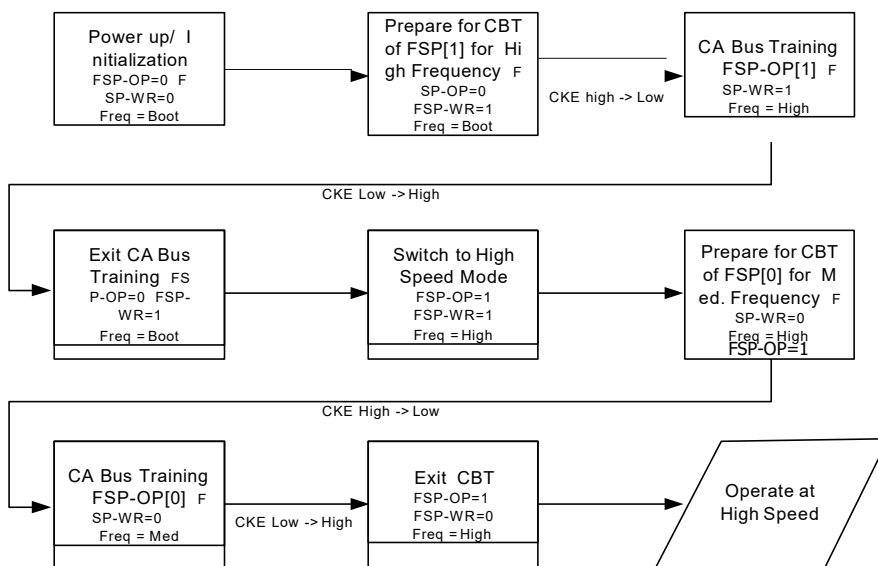 Power up/ I
nitialization
FSP-OP=0 F
SP-WR=0
Freq = Boot
Prepare for CBT
of FSP[1] for Hi
gh Frequency F
SP-OP=0
FSP-WR=1
Freq = Boot
CKE high -> Low
CA Bus Training
FSP-OP[1] F
SP-WR=1
Freq = High
CKE Low -> High
Exit CA Bus
Training FS
P-OP=0 FSP-
WR=1
Freq = Boot
Switch to High
Speed Mode
FSP-OP=1
FSP-WR=1
Freq = High
Prepare for CBT
of FSP[0] for M
ed. Frequency F
SP-WR=0
Freq = High
FSP-OP=1
CKE High -> Low
CA Bus Training
FSP-OP[0] F
SP-WR=0
Freq = Med
CKE Low -> High
Exit CBT
FSP-OP=1
FSP-WR=0
Freq = High
Operate at
High Speed